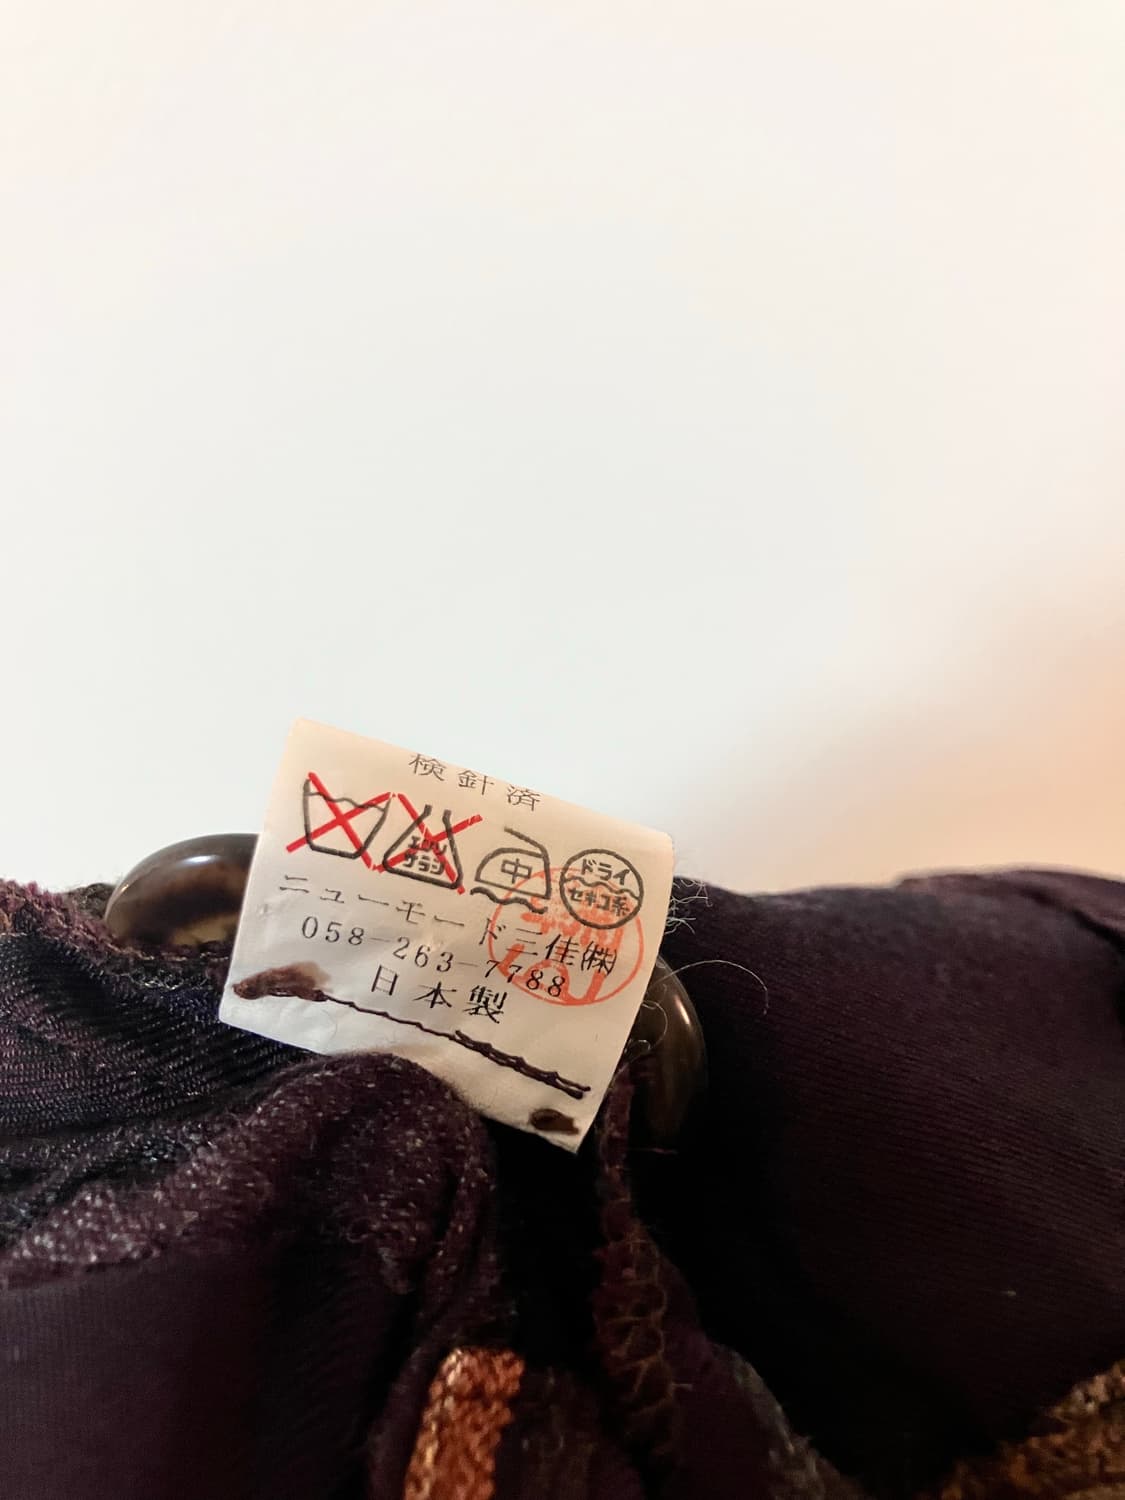 検針済
エンソ
サラシ
中
ドライ
セキユ系
ニューモード三佳㈱
058-263-7788
日本製